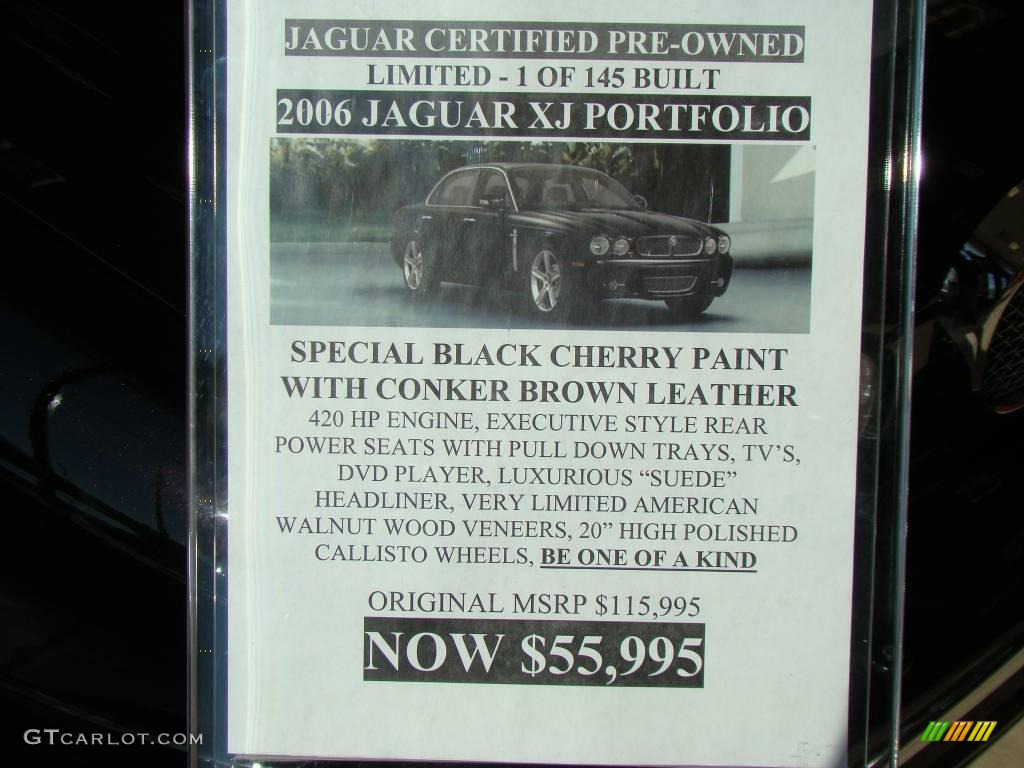 JAGUAR CERTIFIED PRE-OWNED
LIMITED - 1 OF 145 BUILT
2006 JAGUAR XJ PORTFOLIO
SPECIAL BLACK CHERRY PAINT
WITH CONKER BROWN LEATHER
420 HP ENGINE, EXECUTIVE STYLE REAR
POWER SEATS WITH PULL DOWN TRAYS, TV'S,
DVD PLAYER, LUXURIOUS “SUEDE”
HEADLINER, VERY LIMITED AMERICAN
WALNUT WOOD VENEERS, 20” HIGH POLISHED
CALLISTO WHEELS, BE ONE OF A KIND
ORIGINAL MSRP $115,995
NOW $55,995
GTCARLOT.COM